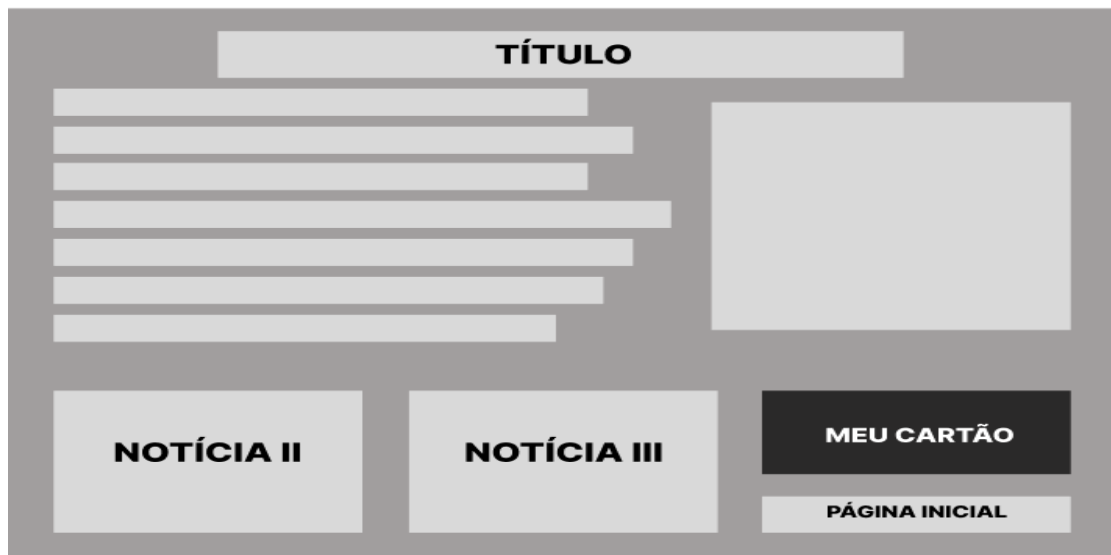 TÍTULO
NOTÍCIA II
NOTÍCIA III
MEU CARTÃO
PÁGINA INICIAL